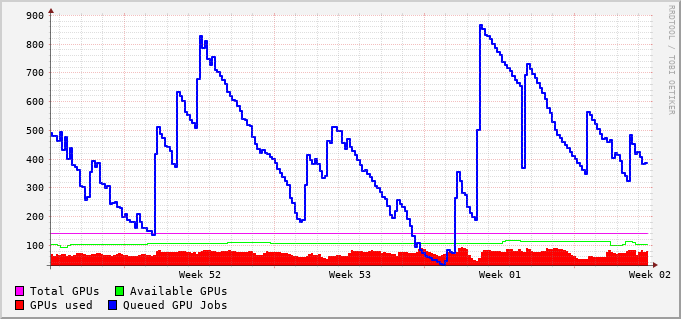 900
800
700
600
500
400
300
200
100
Week 52 Week 53 Week 01 Week 02
Total GPUs Available GPUs
GPUs used Queued GPU Jobs
RRDTOOL / TOBI OETIKER